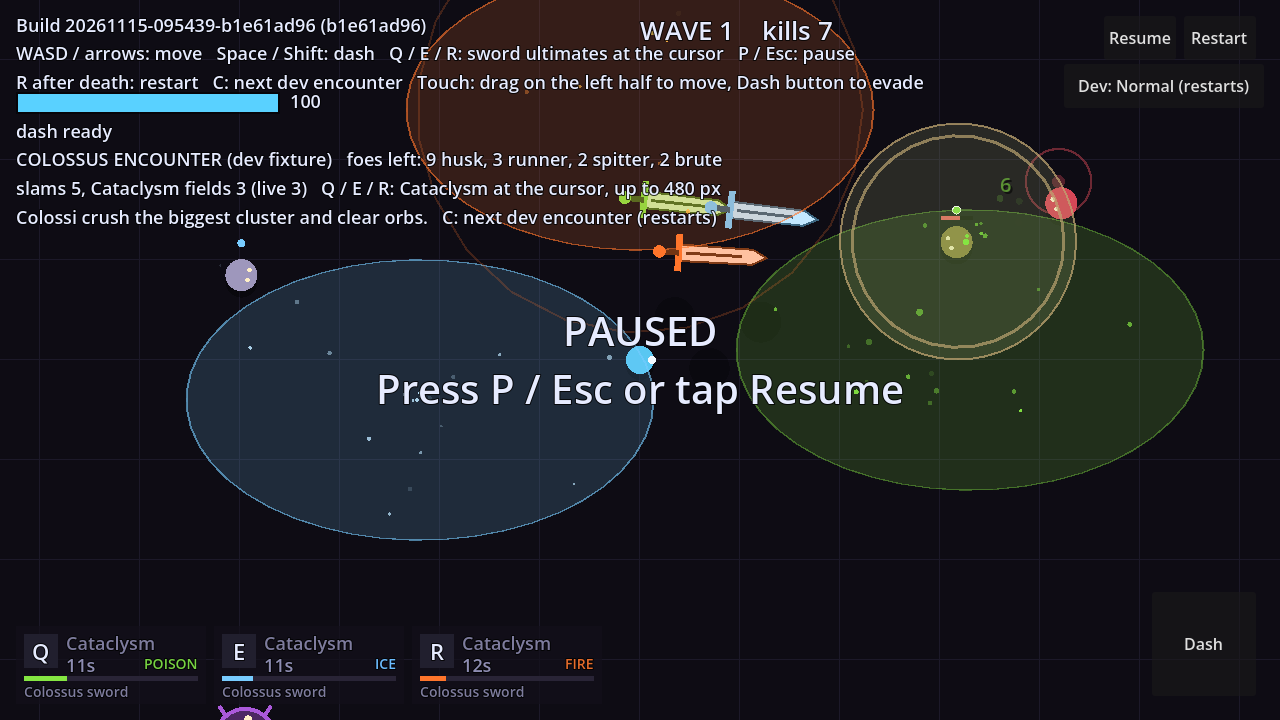 Build 20261115-095439-b1e61ad96 (b1e61ad96)
WAVE 1 kills 7
Resume
Restart
WASD / arrows: move Space / Shift: dash Q / E / R: sword ultimates at the cursor P / Esc: pause
R after death: restart C: next dev encounter Touch: drag on the left half to move, Dash button to evade
Dev: Normal (restarts)
100
dash ready
COLOSSUS ENCOUNTER (dev fixture) foes left: 9 husk, 3 runner, 2 spitter, 2 brute
slams 5, Cataclysm fields 3 (live 3) Q / E / R: Cataclysm at the cursor, up to 480 px
Colossi crush the biggest cluster and clear orbs. C: next dev encounter (restarts)
6
PAUSED
Press P / Esc or tap Resume
Q
Cataclysm
11s
POISON
Colossus sword
E
Cataclysm
11s
ICE
Colossus sword
R
Cataclysm
12s
FIRE
Colossus sword
Dash